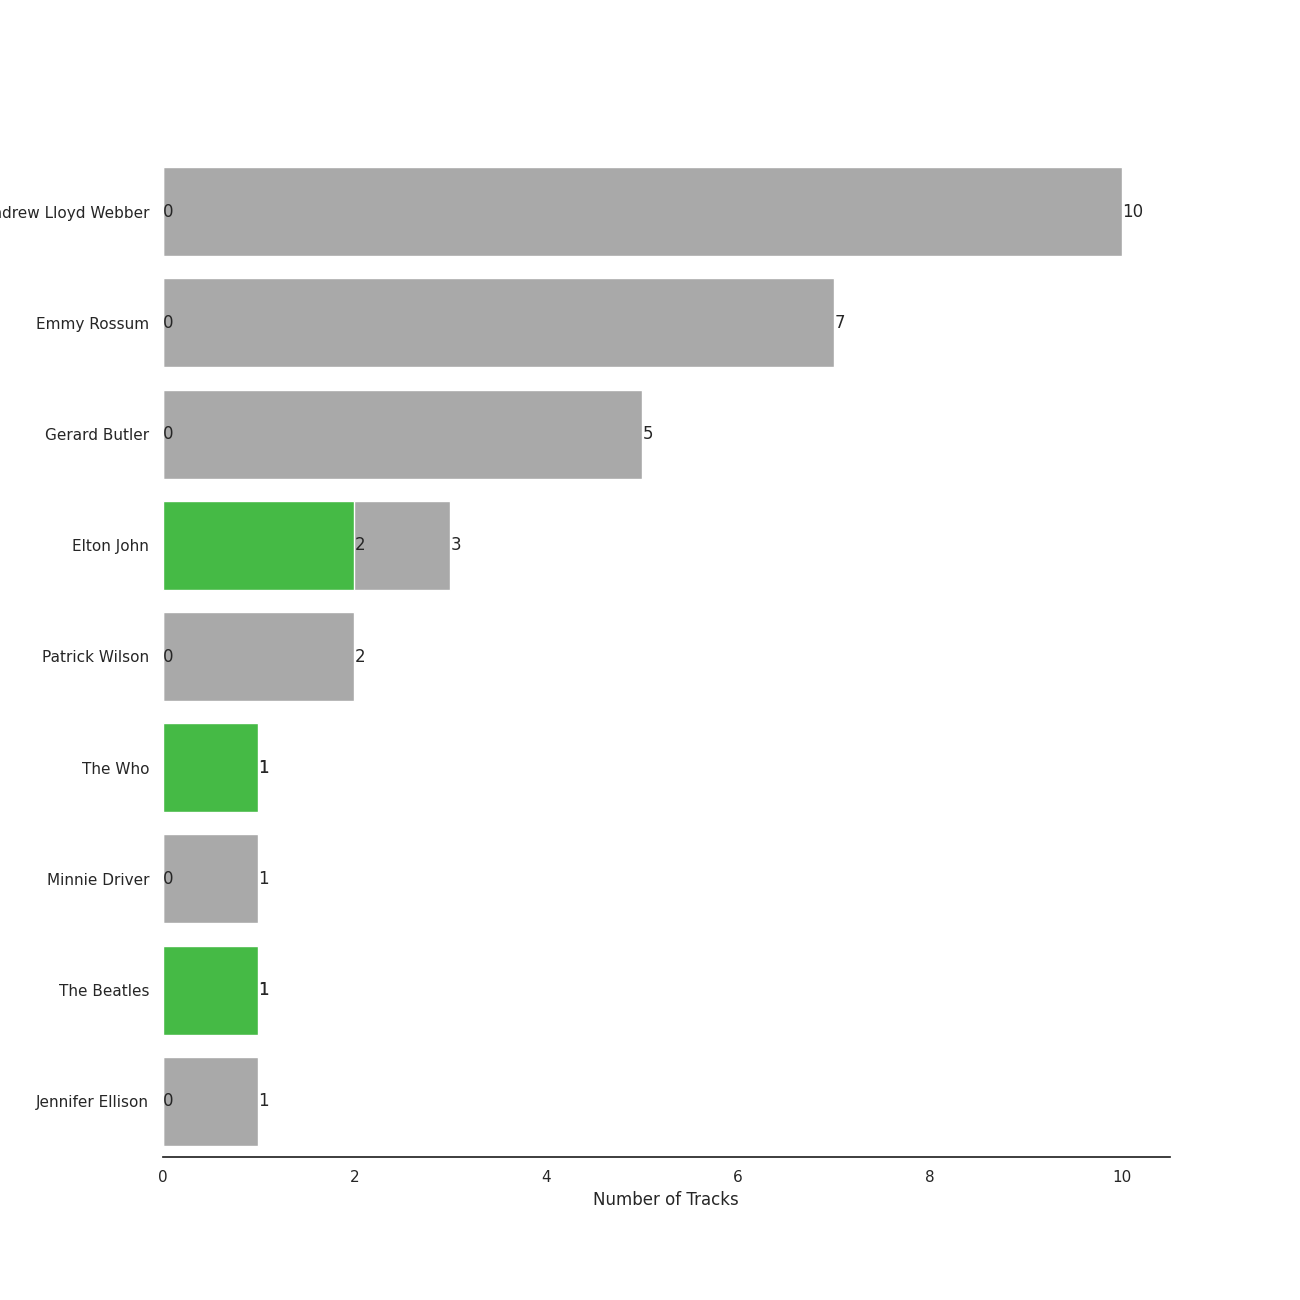 drew Lloyd Webber 0 10
Emmy Rossum 0 7
Gerard Butler 0 5
Elton John 2 3
Patrick Wilson 0 2
The Who 1
Minnie Driver 0 1
The Beatles 1
Jennifer Ellison 0 1
0 2 4 6 8 10
Number of Tracks